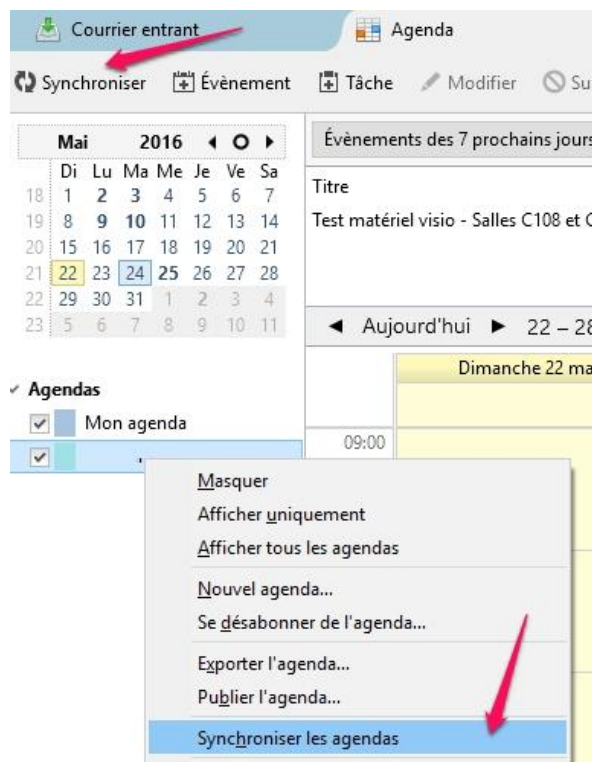 Courrier entrant
Agenda
Synchroniser Évènement Tâche Modifier Su
Mai 2016
Di Lu Ma Me Je Ve Sa
18 1 2 3 4 5 6 7
19 8 9 10 11 12 13 14
20 15 16 17 18 19 20 21
21 22 23 24 25 26 27 28
22 29 30 31 1 2 3 4
23 5 6 7 8 9 10 11
Évènements des 7 prochains jours
Titre
Test matériel visio - Salles C108 et C
Aujourd'hui 22 – 28
Dimanche 22 ma
09:00
Agendas
Mon agenda
Masquer
Afficher uniquement
Afficher tous les agendas
Nouvel agenda...
Se désabonner de l'agenda...
Exporter l'agenda...
Publier l'agenda...
Synchroniser les agendas